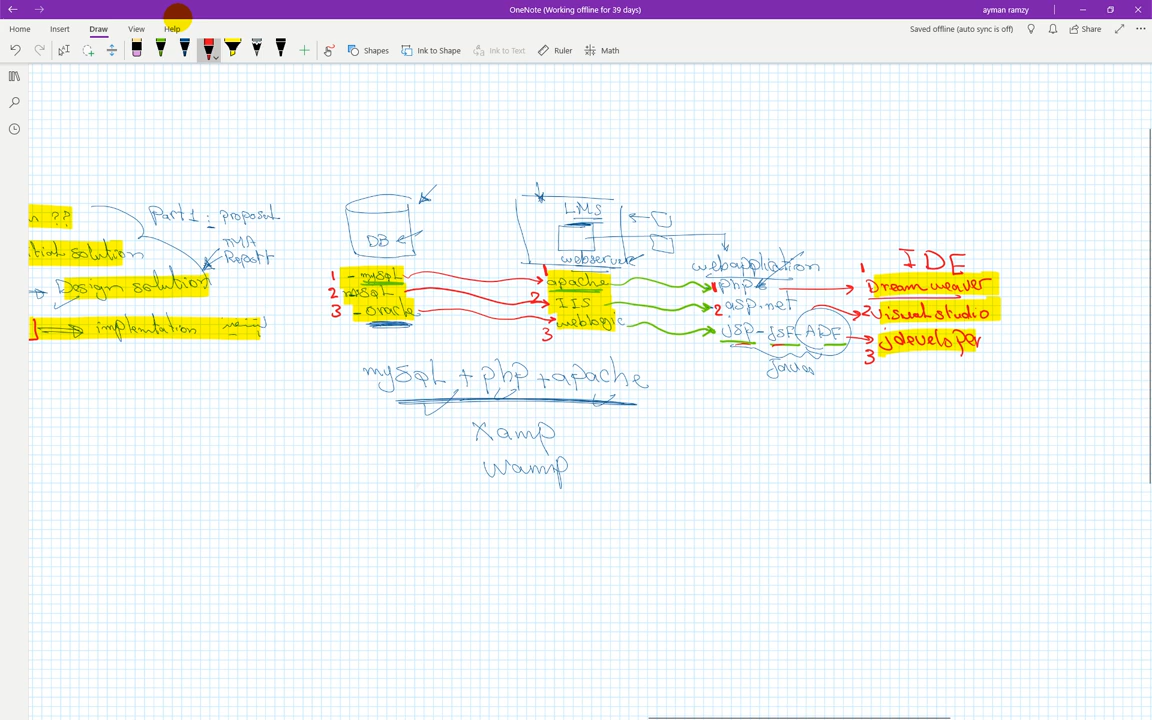 OneNote (Working offline for 39 days)
ayman ramzy
Home Insert Draw View Help
Saved offline (auto sync is off)
Share
Shapes
Ink to Shape
Ink to Text
Ruler
Math
n ??
Part 1 : proposal
itial solution
TMA
Report
Design solution
DB
LMS
webserver
webapplication
IDE
1 - mySQL
1 apache
1 php
1 Dream weaver
2 mSQL
2 IIS
2. asp.net
2 visual studio
3 - oracle
3 weblogic
jsp - jsf - ADF
3 jdeveloper
mySQL + php + apache
Xamp
wamp